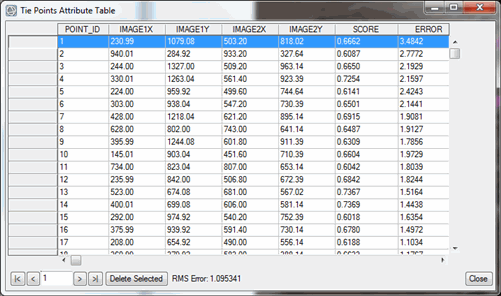 Tie Points Attribute Table
POINT_ID IMAGE1X IMAGE1Y IMAGE2X IMAGE2Y SCORE ERROR
1 230.99 1079.08 503.20 818.02 0.6662 3.4842
2 940.01 284.92 933.20 327.64 0.6087 2.7772
3 244.00 1327.00 509.20 963.14 0.6650 2.1929
4 330.01 1263.04 561.40 923.39 0.7254 2.1597
5 224.00 959.92 499.60 744.64 0.6141 2.4243
6 303.00 938.04 547.20 730.39 0.6501 2.1441
7 428.00 1218.04 621.20 895.14 0.6915 1.9081
8 628.00 802.00 743.00 641.14 0.6487 1.9127
9 395.99 1244.08 601.80 911.39 0.6309 1.7856
10 145.01 903.04 451.60 710.39 0.6604 1.9729
11 734.00 823.04 807.00 653.14 0.6042 1.8039
12 235.99 842.00 506.80 672.39 0.6842 1.8244
13 523.00 674.08 681.00 567.02 0.7367 1.5164
14 400.01 699.08 606.00 581.14 0.7369 1.4438
15 292.00 974.92 540.20 752.39 0.6018 1.6354
16 375.99 939.92 591.40 730.14 0.6780 1.4972
17 208.00 654.92 490.00 556.14 0.6188 1.1034
1 Delete Selected RMS Error: 1.095341 Close